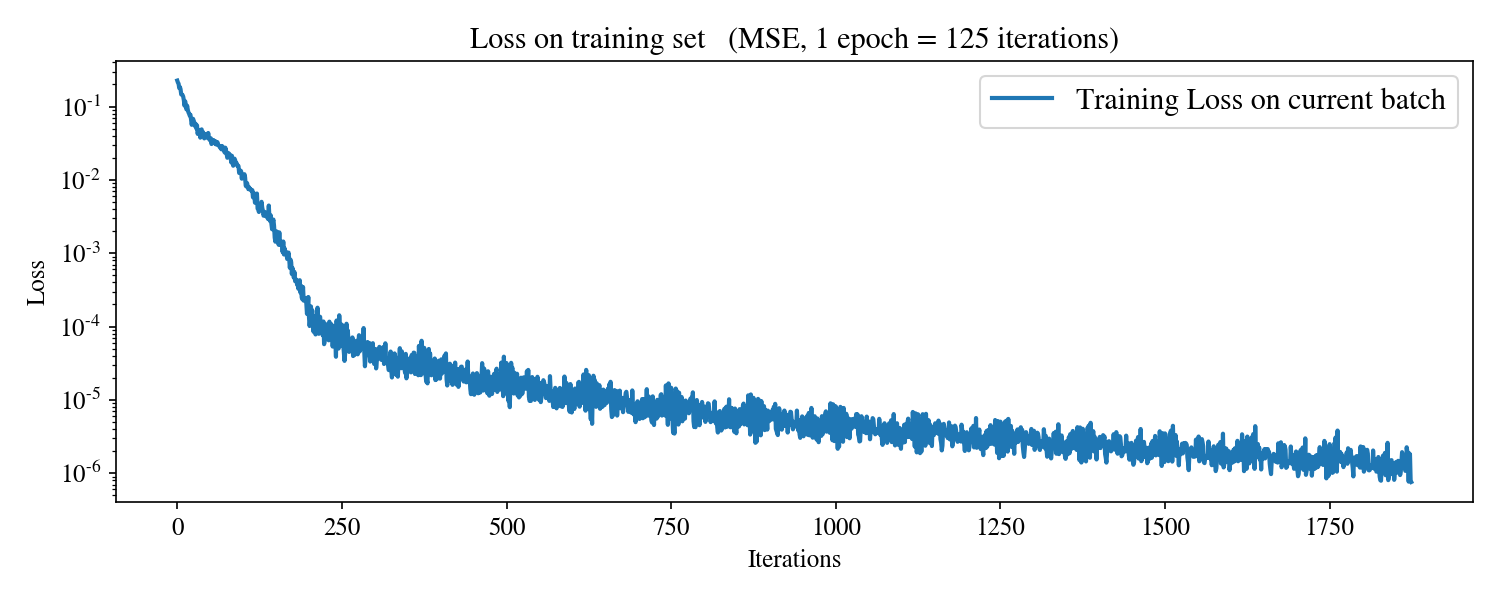 Loss on training set (MSE, 1 epoch = 125 iterations)
Training Loss on current batch
Loss
10^-1
10^-2
10^-3
10^-4
10^-5
10^-6
0 250 500 750 1000 1250 1500 1750
Iterations